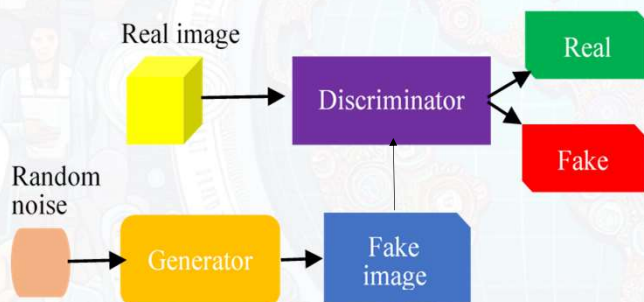 Real image
Real
Discriminator
Fake
Random
noise
Generator
Fake
image